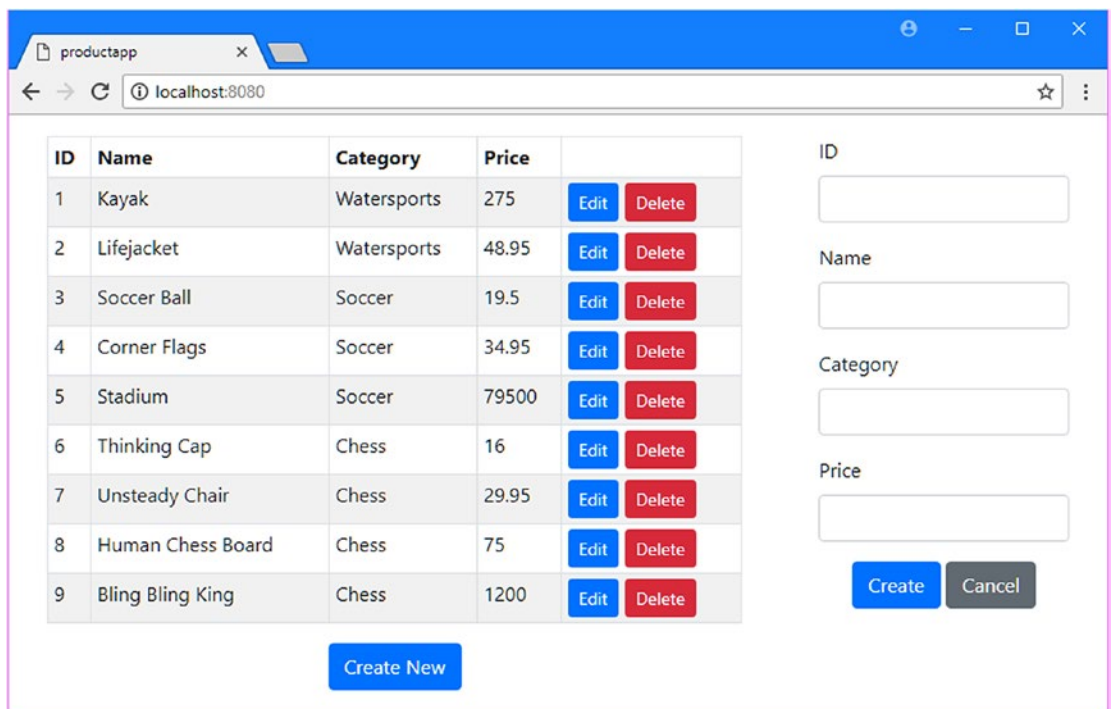 productapp
localhost:8080
ID Name Category Price
1 Kayak Watersports 275 Edit Delete
2 Lifejacket Watersports 48.95 Edit Delete
3 Soccer Ball Soccer 19.5 Edit Delete
4 Corner Flags Soccer 34.95 Edit Delete
5 Stadium Soccer 79500 Edit Delete
6 Thinking Cap Chess 16 Edit Delete
7 Unsteady Chair Chess 29.95 Edit Delete
8 Human Chess Board Chess 75 Edit Delete
9 Bling Bling King Chess 1200 Edit Delete
Create New
ID
Name
Category
Price
Create Cancel